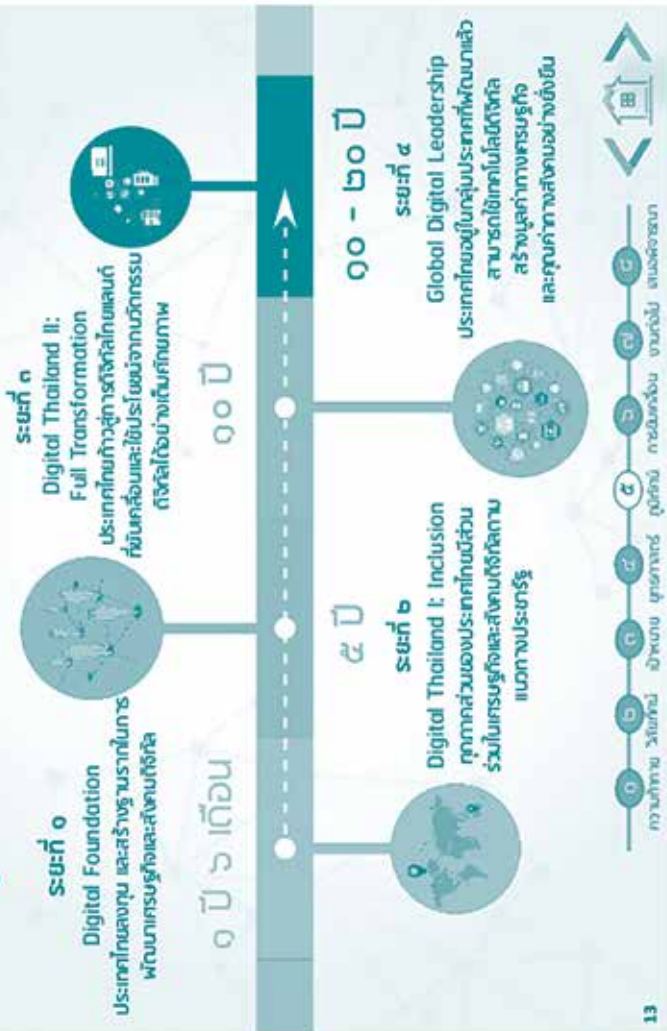 ระยะที่ ๑
Digital Foundation
ประเทศไทยลงทุน และสร้างฐานรากในการ
พัฒนาเศรษฐกิจและสังคมดิจิทัล
๑ ปี ๖ เดือน
ระยะที่ ๒
Digital Thailand I: Inclusion
ทุกภาคส่วนของประเทศไทยมีส่วน
ร่วมในเศรษฐกิจและสังคมดิจิทัลตาม
แนวทางประชารัฐ
๕ ปี
ระยะที่ ๓
Digital Thailand II:
Full Transformation
ประเทศไทยก้าวสู่การดิจิทัลไทยแลนด์
ที่ขับเคลื่อนและใช้ประโยชน์จากนวัตกรรม
ดิจิทัลได้อย่างเต็มศักยภาพ
๑๐ ปี
๑๐ - ๒๐ ปี
ระยะที่ ๔
Global Digital Leadership
ประเทศไทยอยู่ในกลุ่มประเทศที่พัฒนาแล้ว
สามารถใช้เทคโนโลยีดิจิทัล
สร้างมูลค่าทางเศรษฐกิจ
และคุณค่าทางสังคมอย่างยั่งยืน
๑ ๒ ๓ ๔ ๕ ๖ ๗ ๘
ความท้าทาย วิสัยทัศน์ เป้าหมาย ยุทธศาสตร์ ภูมิทัศน์ การขับเคลื่อน งานต่อไป เสนอพิจารณา
13